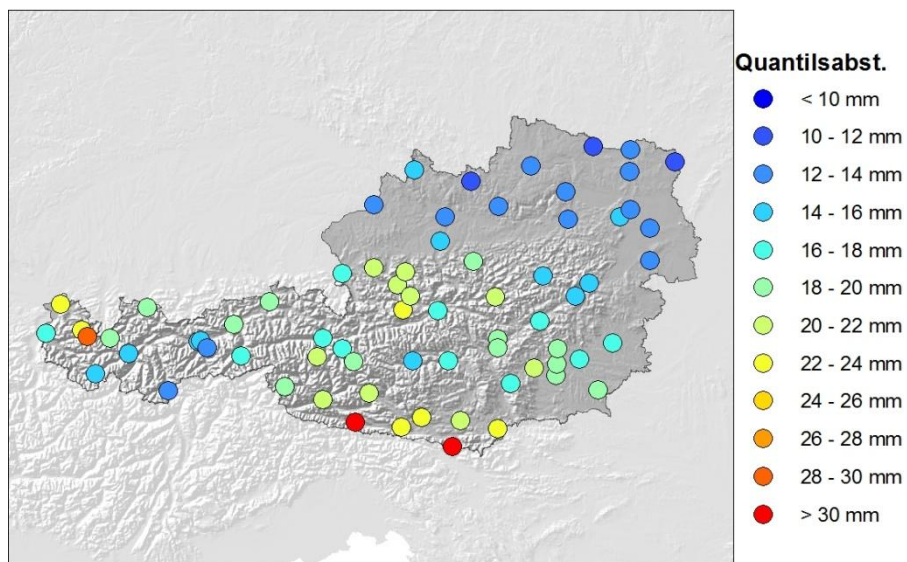 Quantilsabst.
< 10 mm
10 - 12 mm
12 - 14 mm
14 - 16 mm
16 - 18 mm
18 - 20 mm
20 - 22 mm
22 - 24 mm
24 - 26 mm
26 - 28 mm
28 - 30 mm
> 30 mm